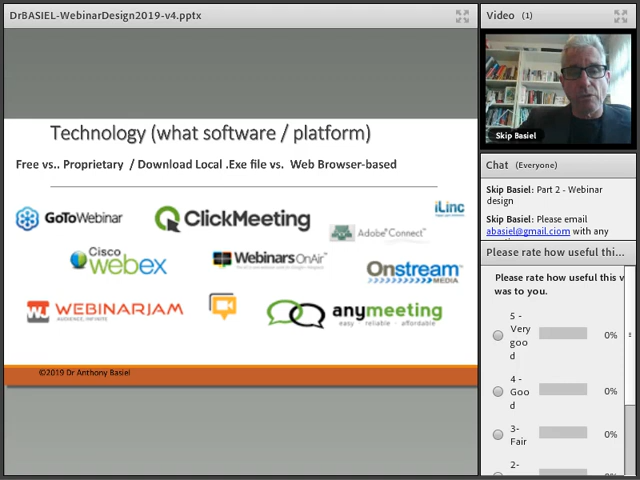 DrBASIEL-WebinarDesign2019-v4.pptx
Technology (what software / platform)
Free vs.. Proprietary / Download Local .Exe file vs. Web Browser-based
GoToWebinar
ClickMeeting
Adobe Connect
iLinc
Cisco
webex
WebinarsOnAir
Onstream
MEDIA
WEBINARJAM
AUDIENCE, INFINITE
anymeeting
easy · reliable · affordable
©2019 Dr Anthony Basiel
Video (1)
Skip Basiel
Chat (Everyone)
Skip Basiel: Part 2 - Webinar
design
Skip Basiel: Please email
abasiel@gmail.ciom with any
Please rate how useful thi...
Please rate how useful this v
was to you.
5 -
Very
goo
d
0%
4 -
Goo
d
0%
3-
Fair
0%
2-
0%